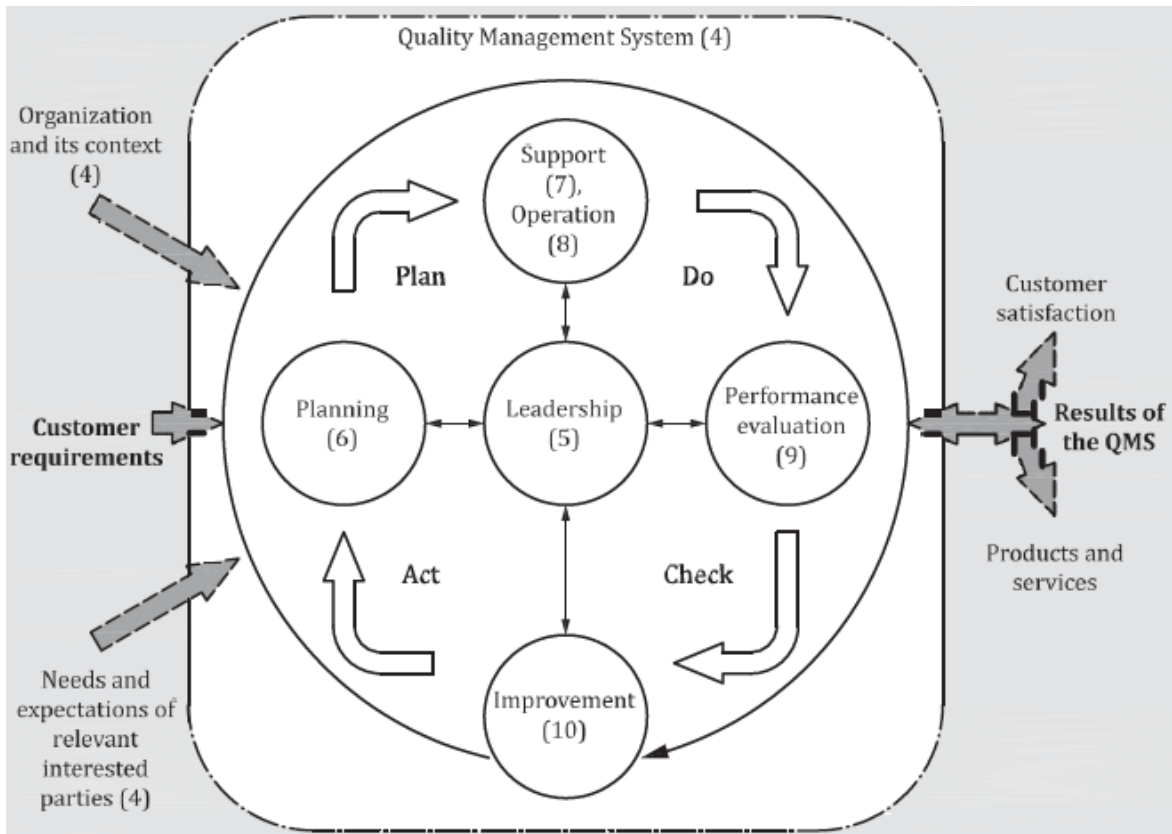 Quality Management System (4)
Organization
and its context
(4)
Support
(7),
Operation
(8)
Plan
Do
Customer
satisfaction
Planning
(6)
Leadership
(5)
Performance
evaluation
(9)
Customer
requirements
Results of
the QMS
Act
Check
Products and
services
Needs and
expectations of
relevant
interested
parties (4)
Improvement
(10)